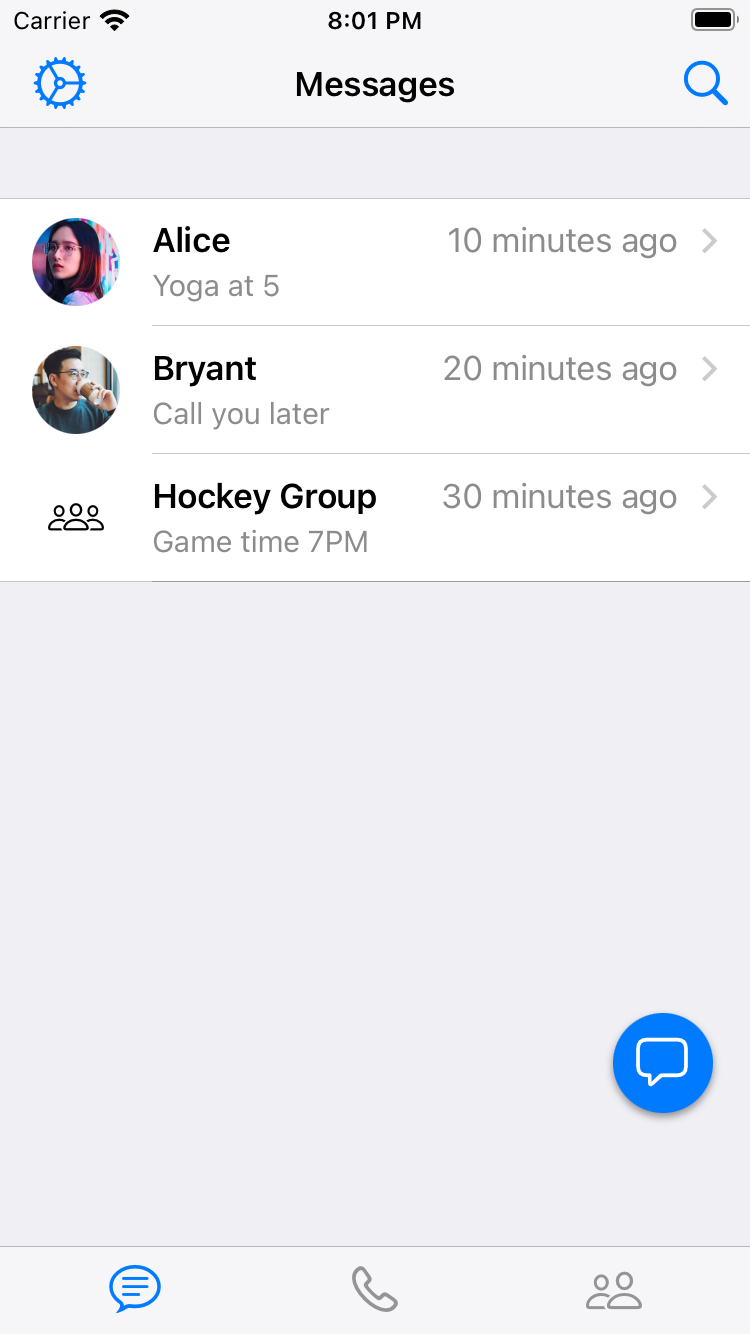 Carrier 8:01 PM
Messages
Alice 10 minutes ago
Yoga at 5
Bryant 20 minutes ago
Call you later
Hockey Group 30 minutes ago
Game time 7PM